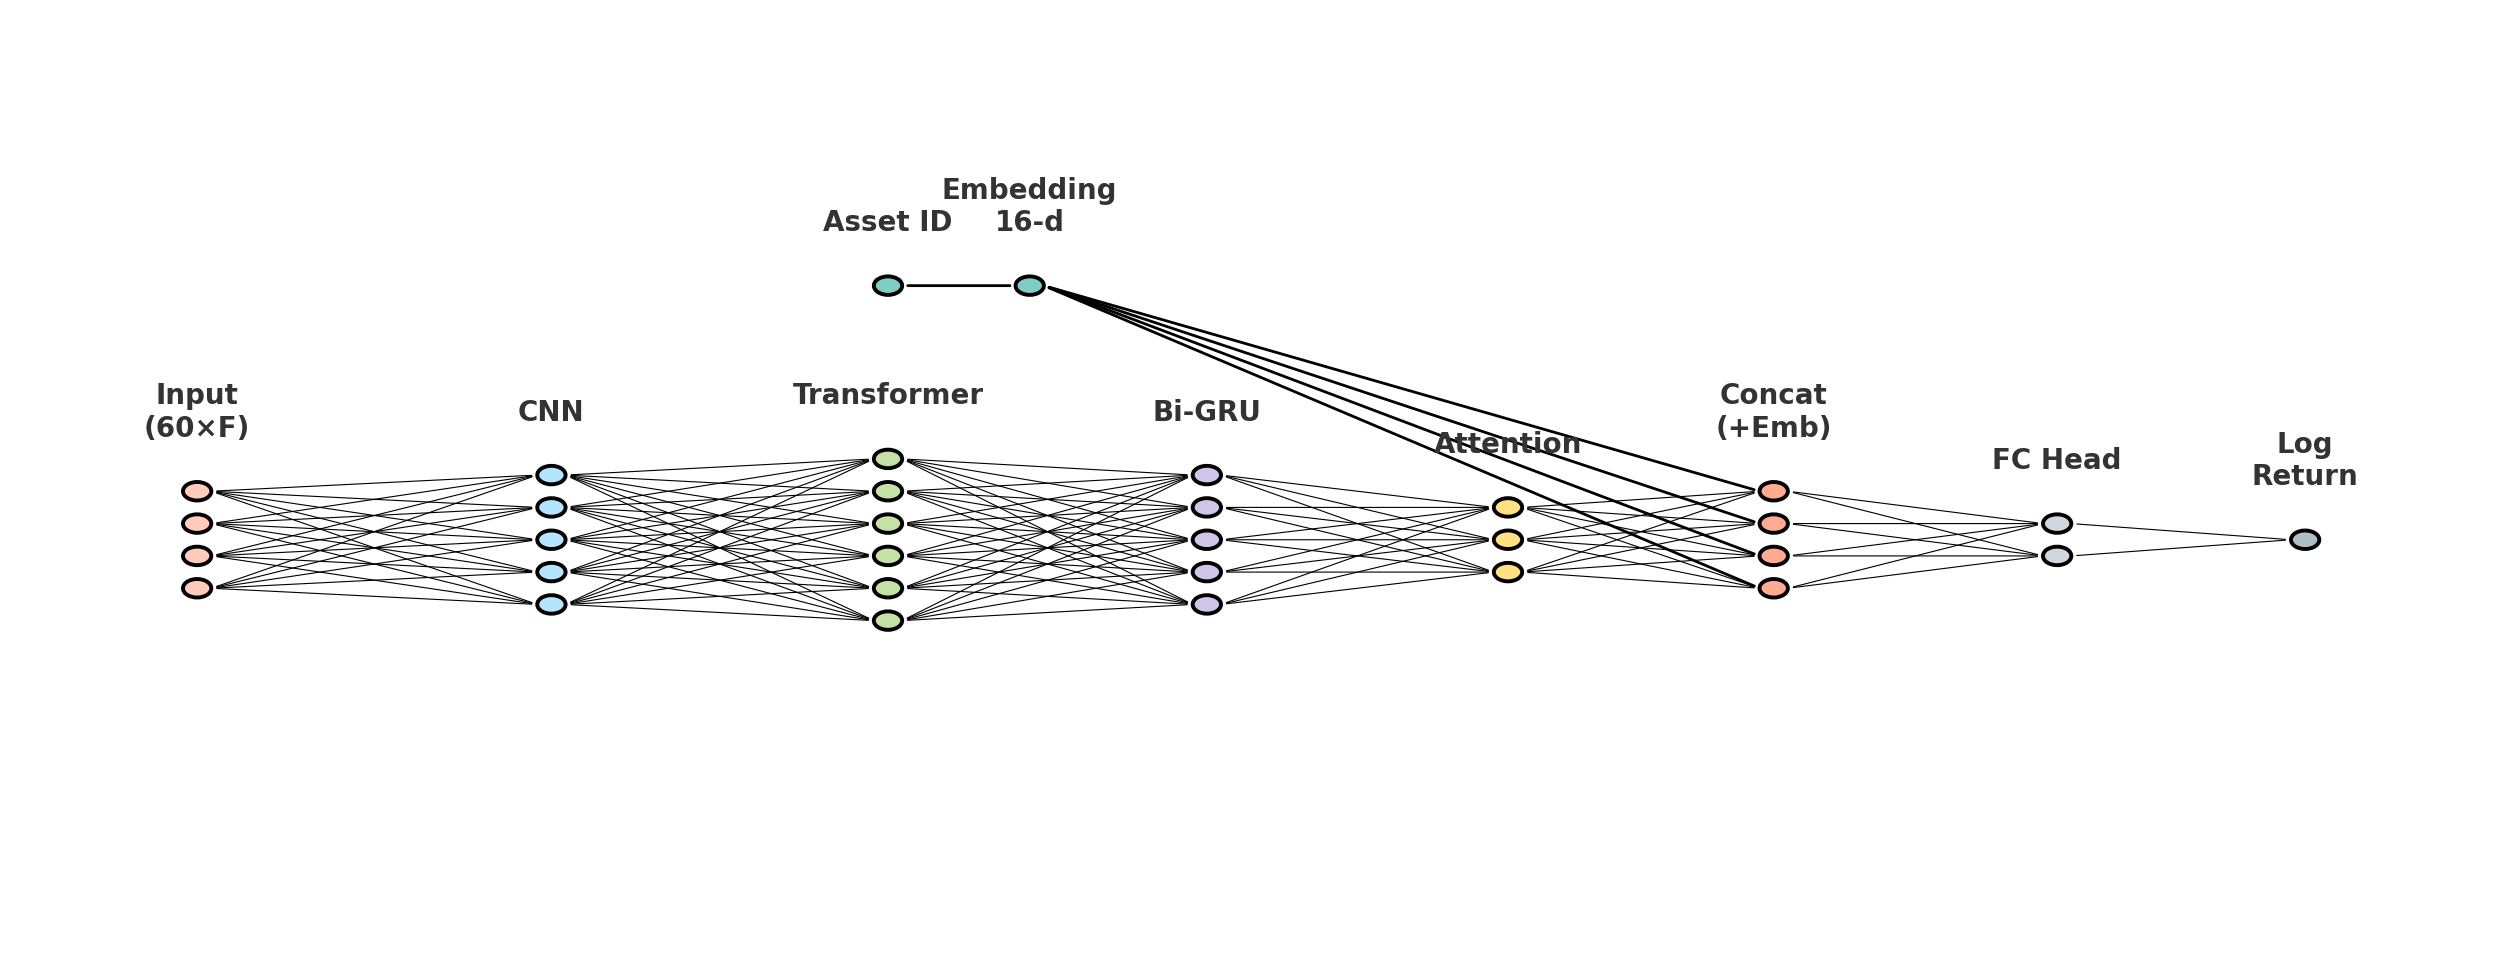 Embedding
16-d
Asset ID
Input
(60×F)
CNN
Transformer
Bi-GRU
Attention
Concat
(+Emb)
FC Head
Log
Return